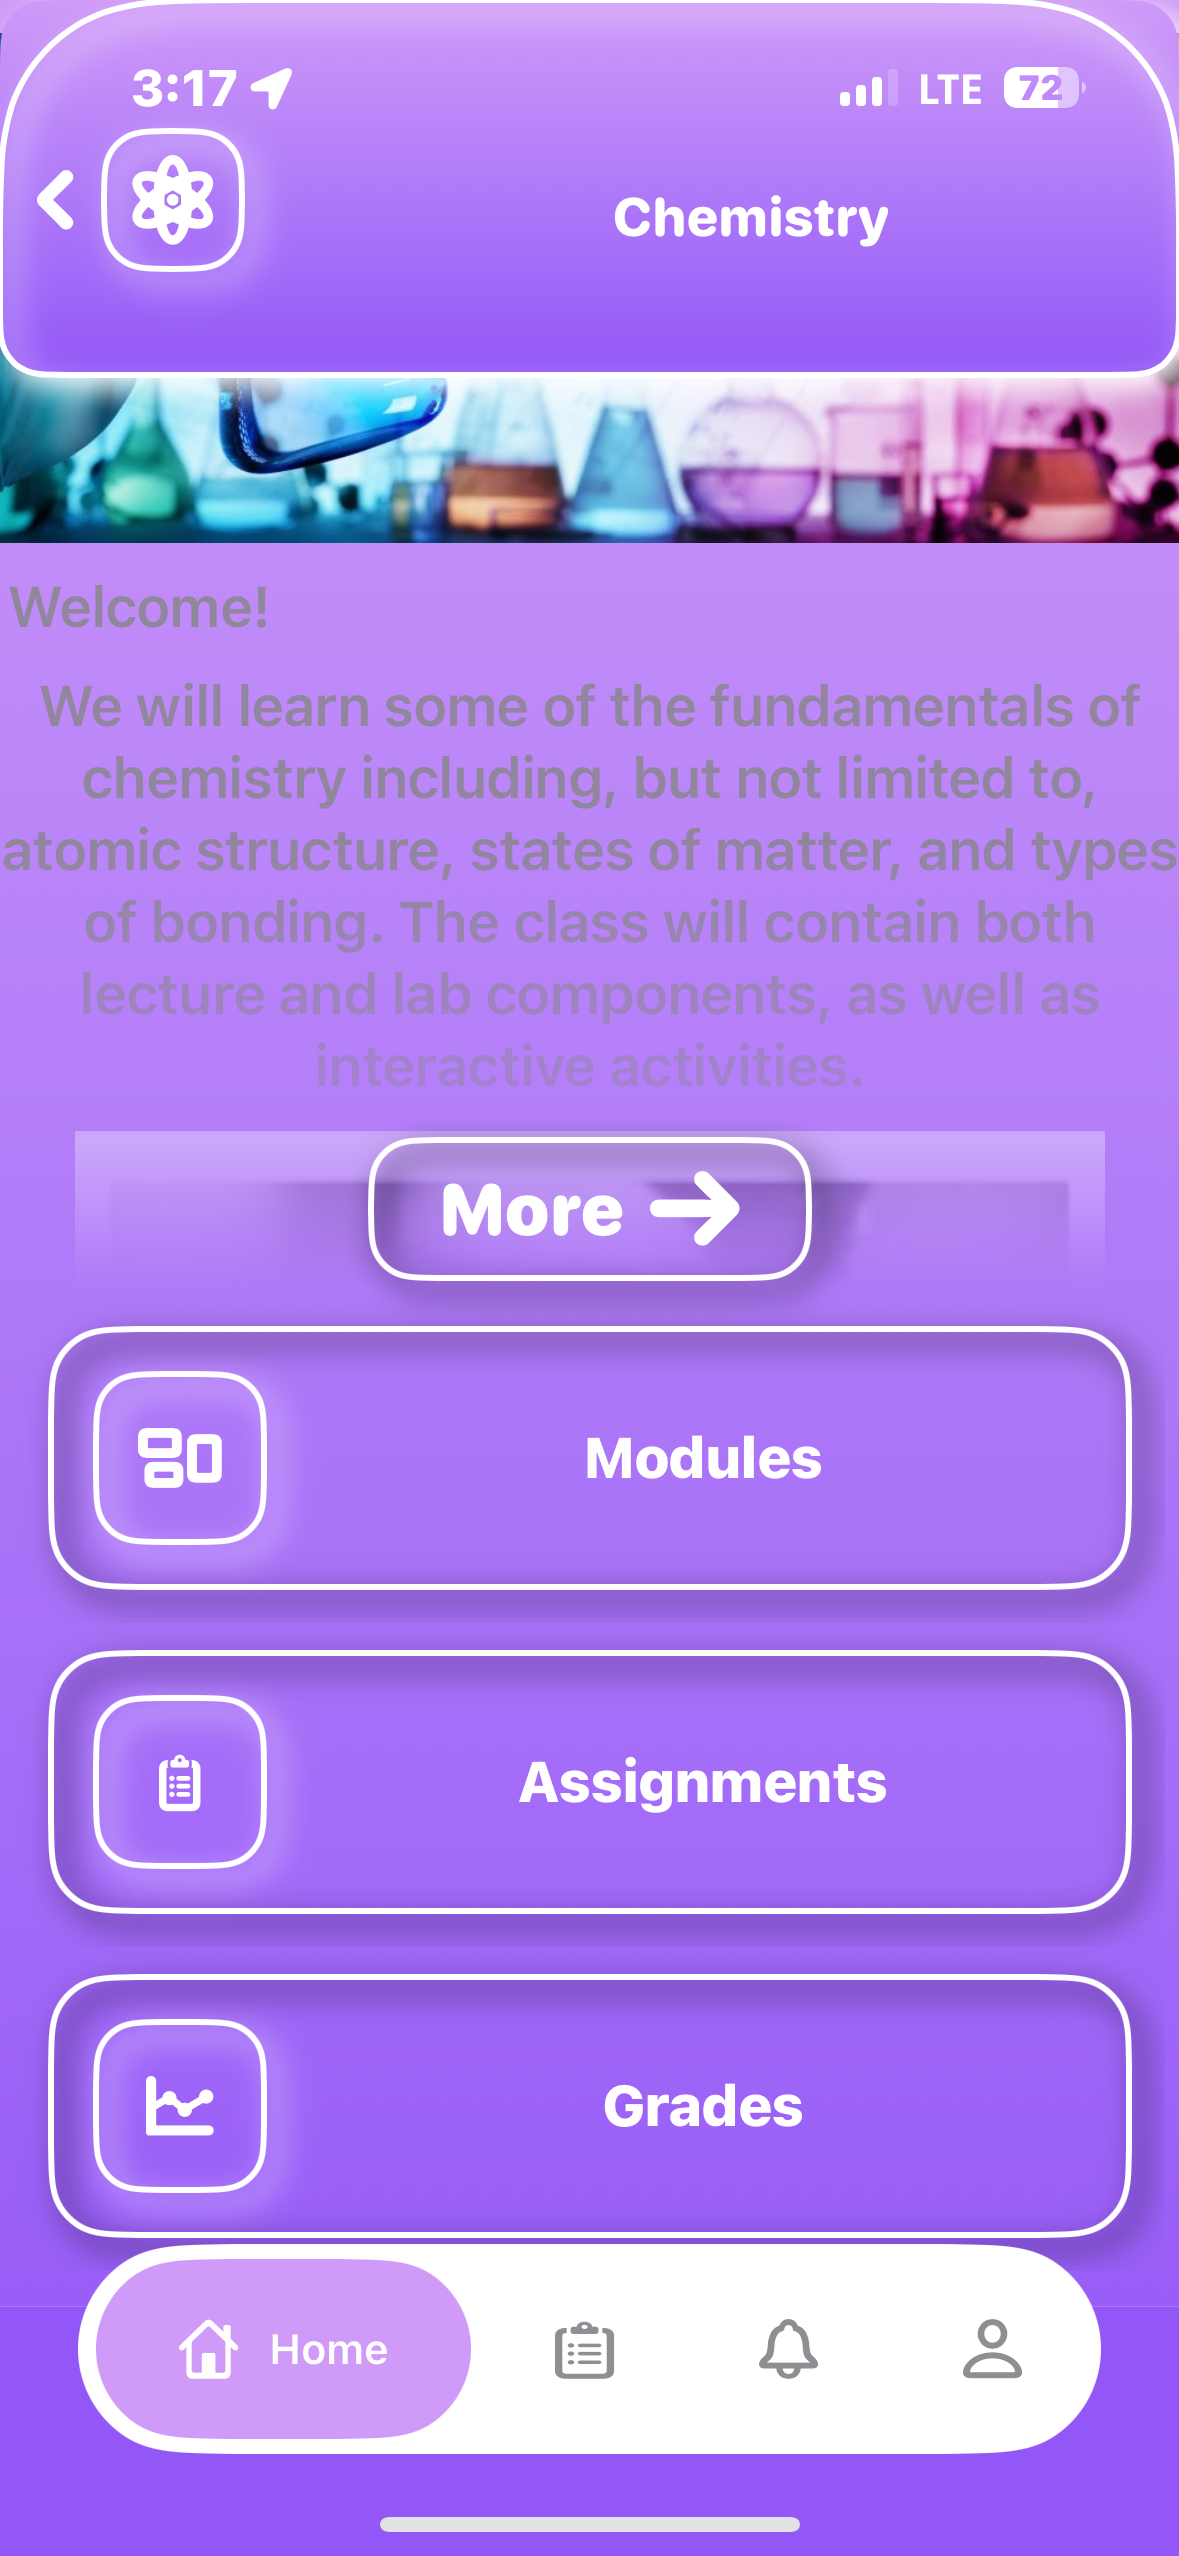 3:17
LTE
72
Chemistry
Welcome!
We will learn some of the fundamentals of
chemistry including, but not limited to,
atomic structure, states of matter, and types
of bonding. The class will contain both
lecture and lab components, as well as
interactive activities.
More
Modules
Assignments
Grades
Home